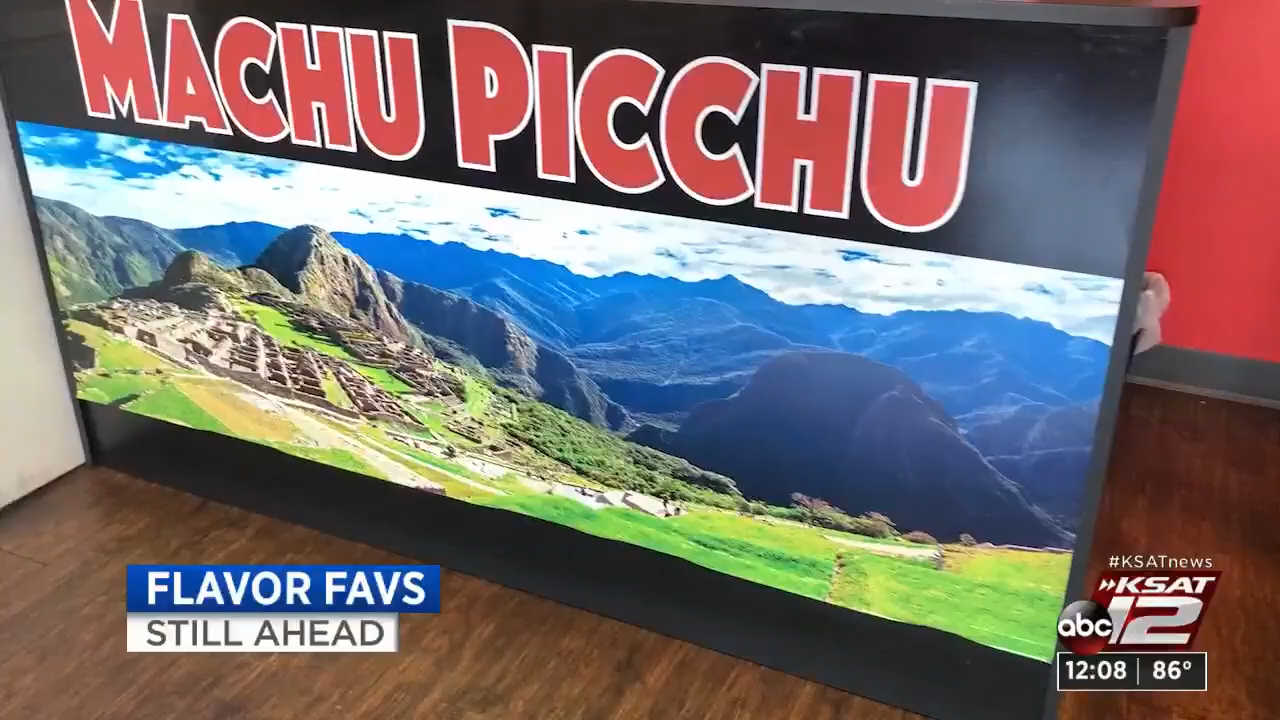 MACHU PICCHU
FLAVOR FAVS
STILL AHEAD
#KSATnews
KSAT
abc 12
12:08 | 86°